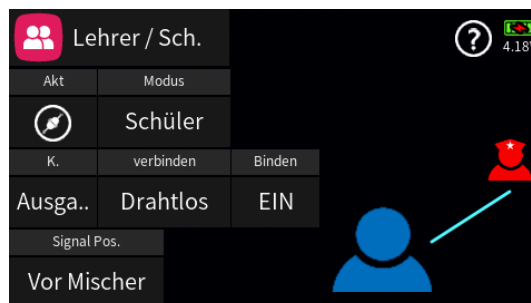 Lehrer / Sch.
?
4.18
Akt Modus
Schüler
K. verbinden Binden
Ausga.. Drahtlos EIN
Signal Pos.
Vor Mischer